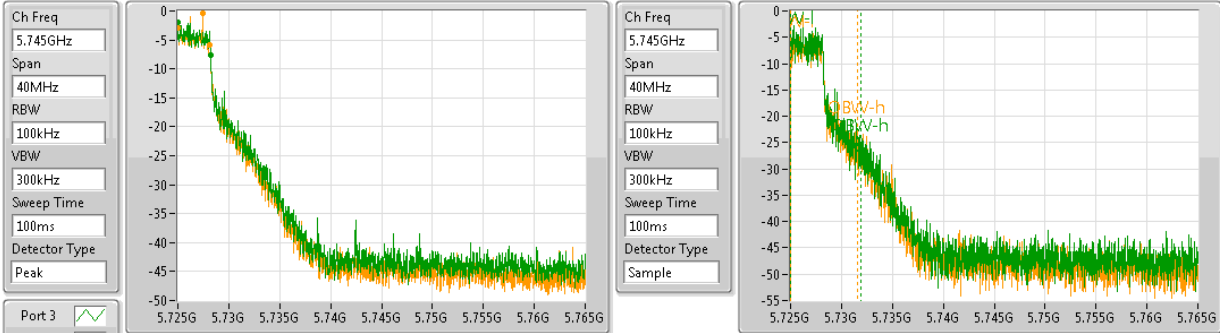 Ch Freq
5.745GHz
Span
40MHz
RBW
100kHz
VBW
300kHz
Sweep Time
100ms
Detector Type
Peak
Port 3
0
-5
-10
-15
-20
-25
-30
-35
-40
-45
-50
5.725G 5.73G 5.735G 5.74G 5.745G 5.75G 5.755G 5.76G 5.765G
Ch Freq
5.745GHz
Span
40MHz
RBW
100kHz
VBW
300kHz
Sweep Time
100ms
Detector Type
Sample
0
-5
-10
-15
-20
-25
-30
-35
-40
-45
-50
-55
OBW-h
5.725G 5.73G 5.735G 5.74G 5.745G 5.75G 5.755G 5.76G 5.765G